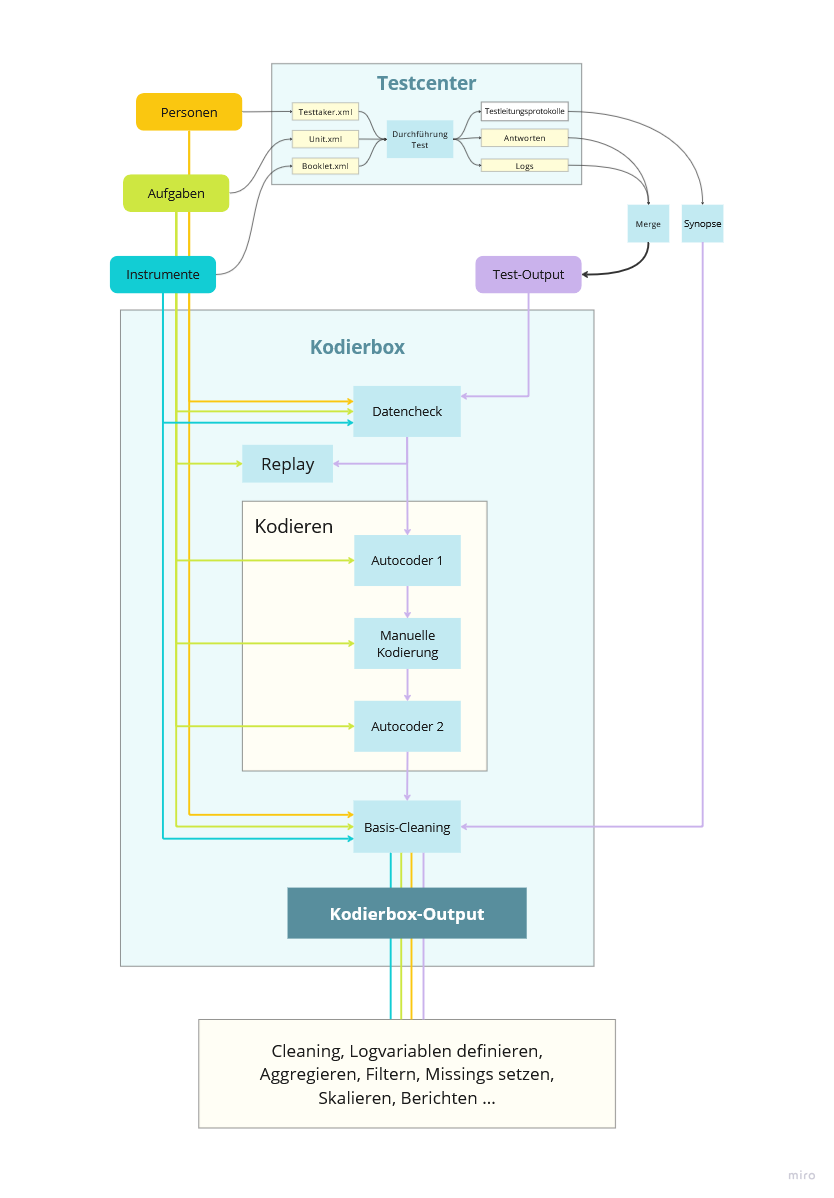 Testcenter
Personen
Testtaker.xml
Testleitungsprotokolle
Durchführung
Test
Unit.xml
Antworten
Booklet.xml
Logs
Aufgaben
Merge
Synopse
Instrumente
Test-Output
Kodierbox
Datencheck
Replay
Kodieren
Autocoder 1
Manuelle
Kodierung
Autocoder 2
Basis-Cleaning
Kodierbox-Output
Cleaning, Logvariablen definieren,
Aggregieren, Filtern, Missings setzen,
Skalieren, Berichten ...
miro